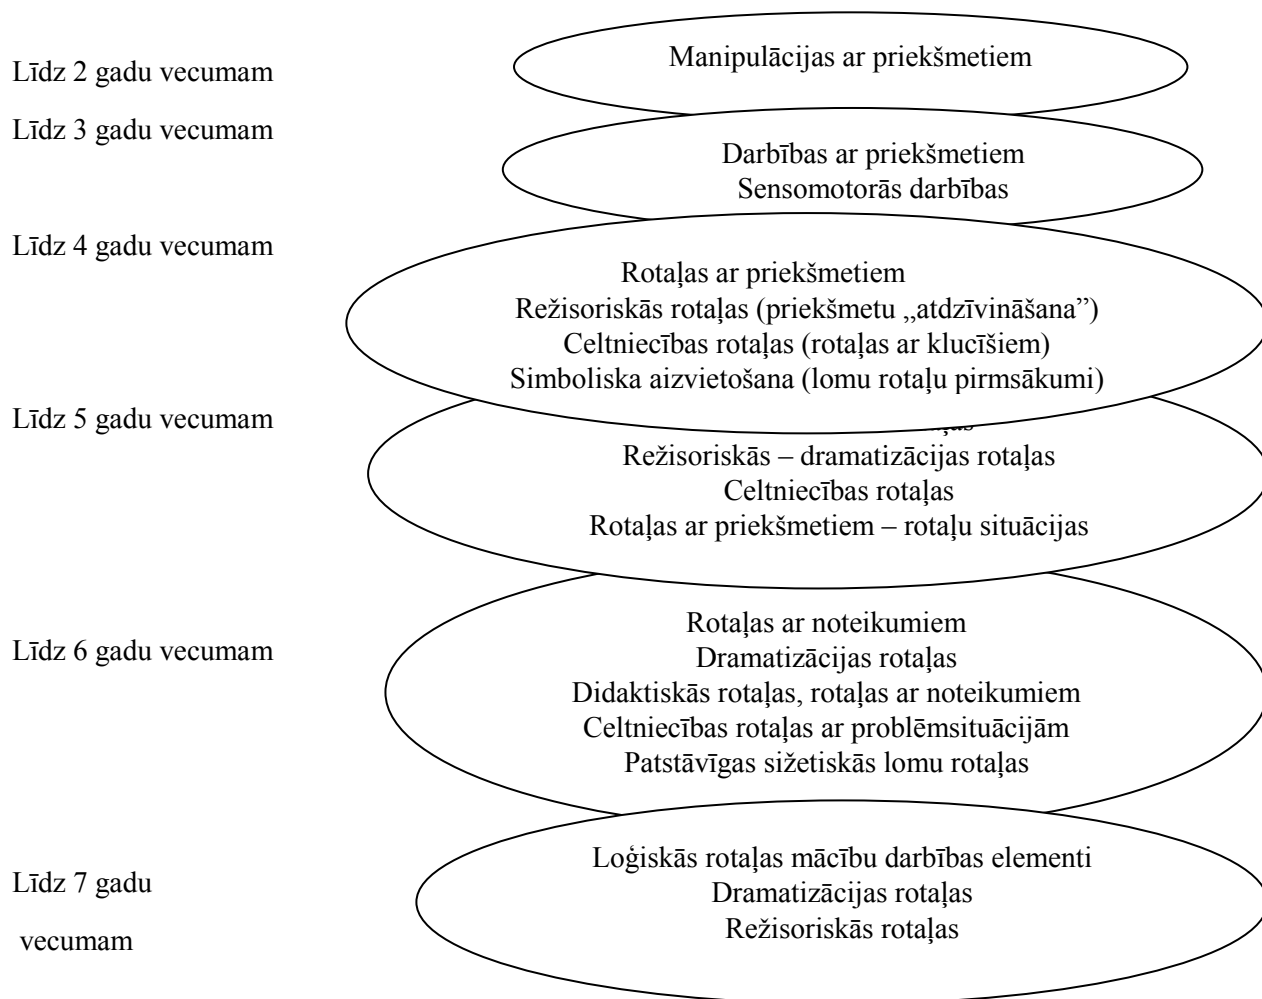 Līdz 2 gadu vecumam
Manipulācijas ar priekšmetiem
Līdz 3 gadu vecumam
Darbības ar priekšmetiem
Sensomotorās darbības
Līdz 4 gadu vecumam
Rotaļas ar priekšmetiem
Režisoriskās rotaļas (priekšmetu „atdzīvināšana”)
Celtniecības rotaļas (rotaļas ar klucīšiem)
Simboliska aizvietošana (lomu rotaļu pirmsākumi)
Līdz 5 gadu vecumam
Režisoriskās – dramatizācijas rotaļas
Celtniecības rotaļas
Rotaļas ar priekšmetiem – rotaļu situācijas
Līdz 6 gadu vecumam
Rotaļas ar noteikumiem
Dramatizācijas rotaļas
Didaktiskās rotaļas, rotaļas ar noteikumiem
Celtniecības rotaļas ar problēmsituācijām
Patstāvīgas sižetiskās lomu rotaļas
Līdz 7 gadu
vecumam
Loģiskās rotaļas mācību darbības elementi
Dramatizācijas rotaļas
Režisoriskās rotaļas